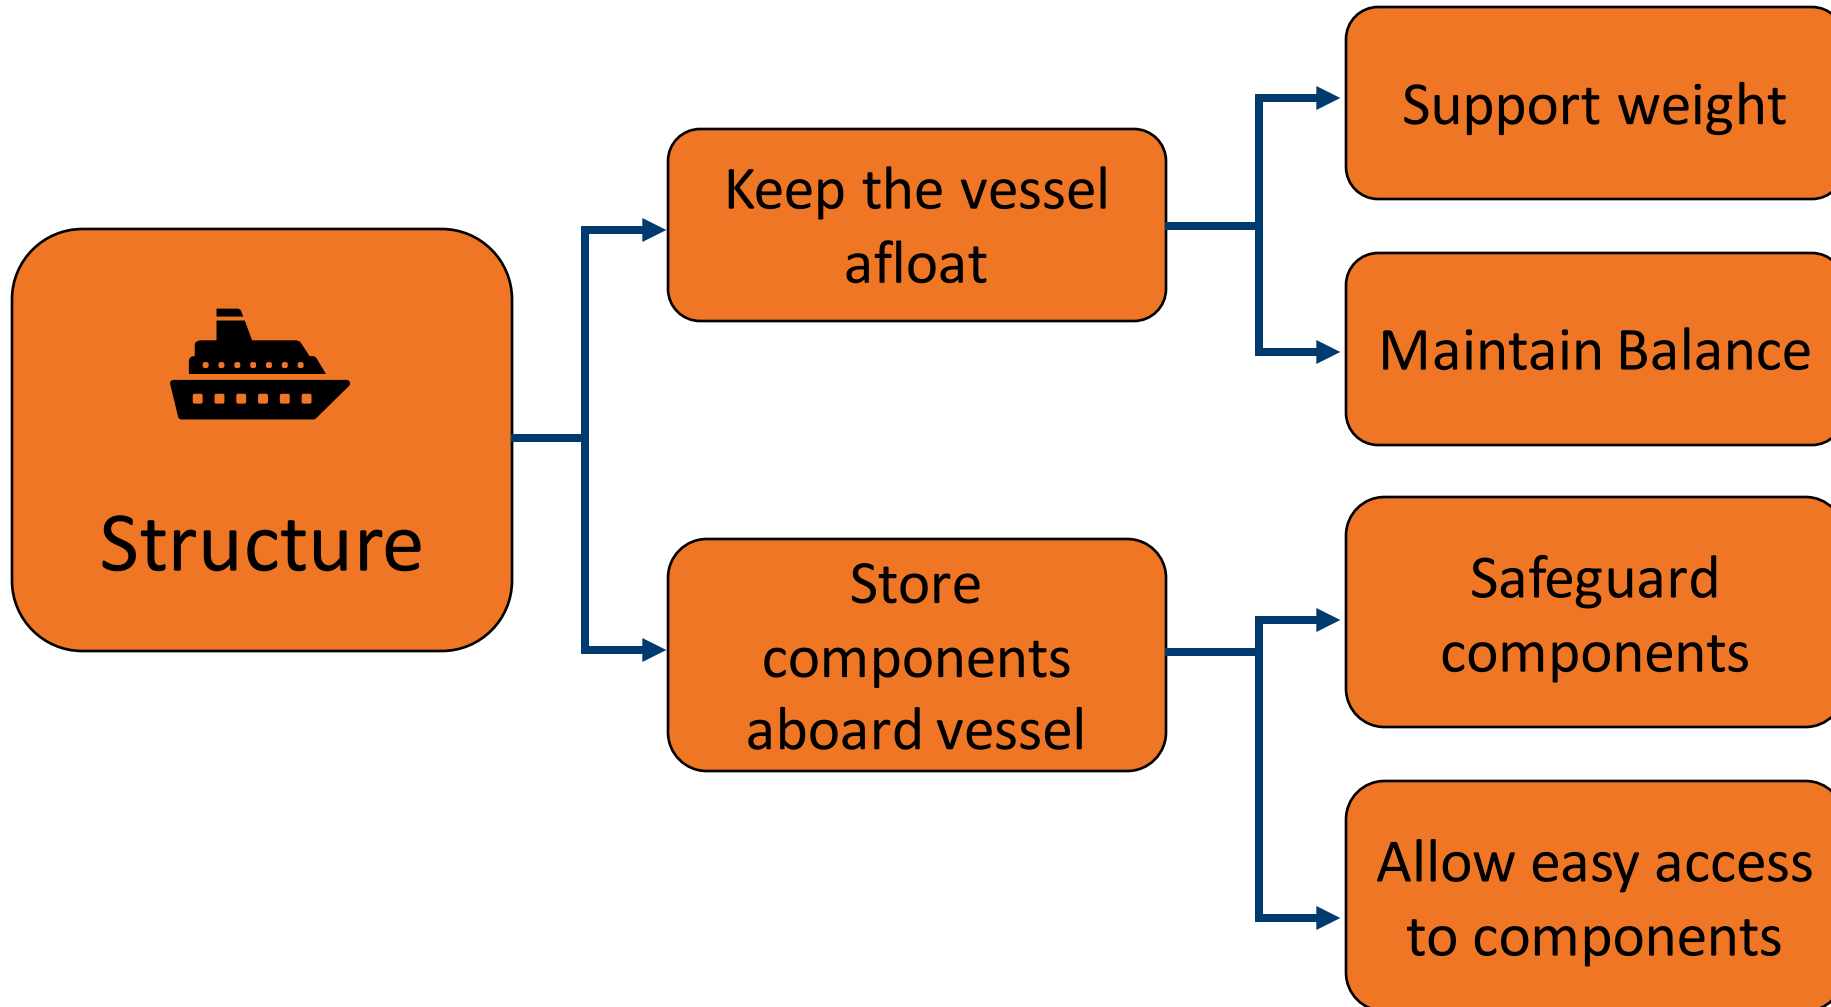 Structure
Keep the vessel
afloat
Store
components
aboard vessel
Support weight
Maintain Balance
Safeguard
components
Allow easy access
to components